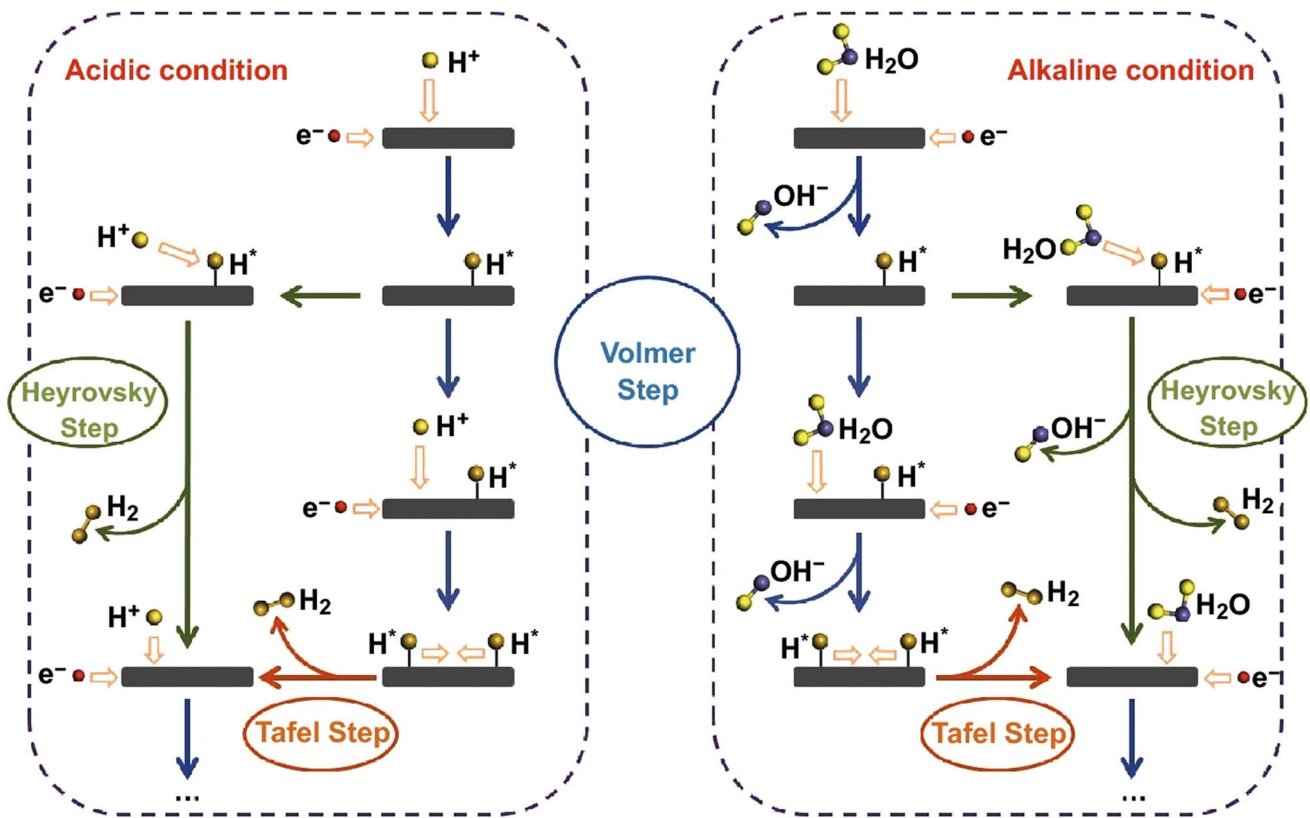 Acidic condition
H⁺
e⁻
H⁺
H*
e⁻
H*
Heyrovsky
Step
H⁺
H*
e⁻
H₂
H⁺
H₂
H*
H*
e⁻
Tafel Step
...
Volmer
Step
H₂O
Alkaline condition
e⁻
OH⁻
H*
H₂O
H*
e⁻
Heyrovsky
Step
H₂O
OH⁻
H*
e⁻
H₂
OH⁻
H₂
H₂O
H*
H*
e⁻
Tafel Step
...